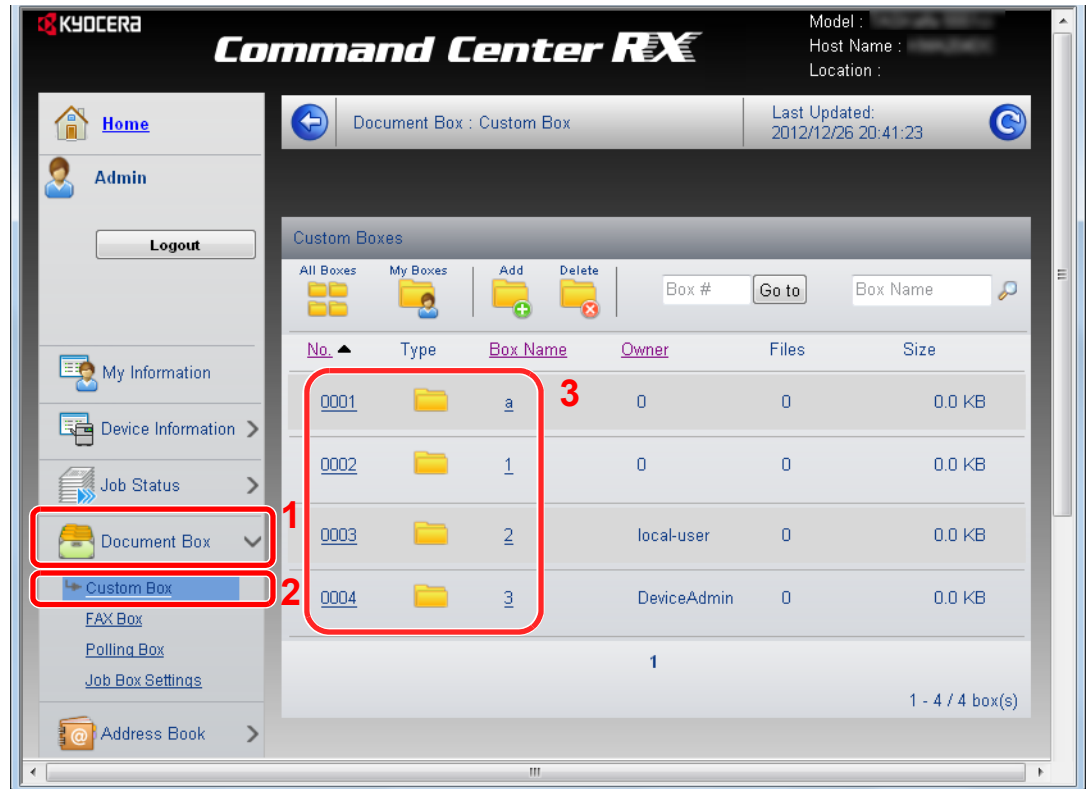 KYOCERA
Command Center RX
Model :
Host Name :
Location :
Home
Document Box : Custom Box
Last Updated:
2012/12/26 20:41:23
Admin
Logout
Custom Boxes
All Boxes My Boxes Add Delete
Box # Go to Box Name
No. Type Box Name Owner Files Size
My Information
0001 a 3 0 0 0.0 KB
Device Information
0002 1 0 0 0.0 KB
Job Status
1
Document Box
0003 2 local-user 0 0.0 KB
Custom Box 2
0004 3 DeviceAdmin 0 0.0 KB
FAX Box
Polling Box
1
Job Box Settings
1 - 4 / 4 box(s)
@ Address Book